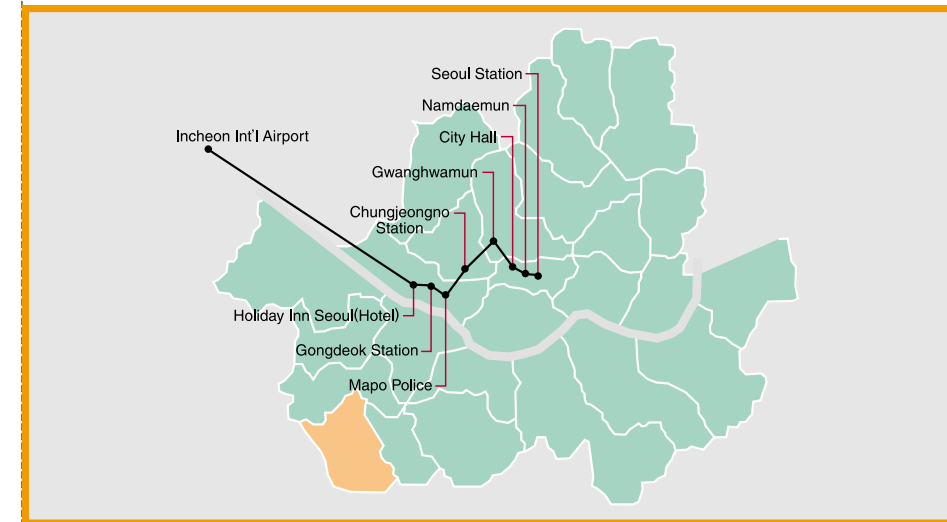 Seoul Station
Namdaemun
Incheon Int'l Airport
City Hall
Gwanghwamun
Chungjeongno
Station
Holiday Inn Seoul(Hotel)
Gongdeok Station
Mapo Police